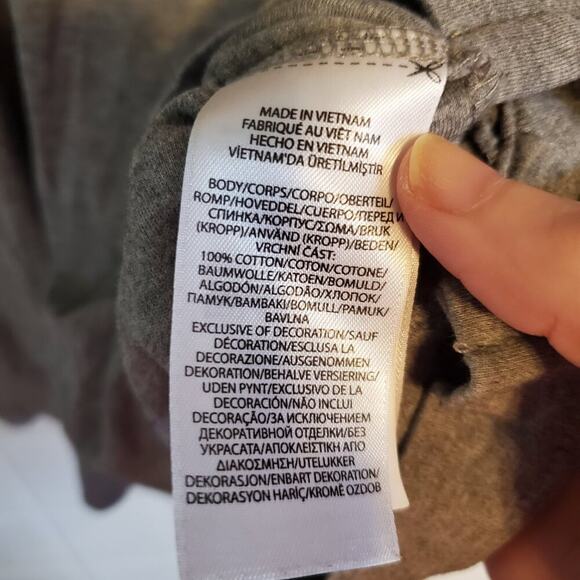 MADE IN VIETNAM
FABRIQUÉ AU VIÊT NAM
HECHO EN VIETNAM
VİETNAM'DA ÜRETİLMİŞTİR
BODY/CORPS/CORPO/OBERTEIL/
ROMP/HOVEDDEL/CUERPO/ПЕРЕД И
СПИНКА/КОРПУС/ΣΩΜΑ/BRUK
(KROPP)/ANVÄND (KROPP)/BEDEN/
VRCHNÍ ČÁST:
100% COTTON/COTON/COTONE/
BAUMWOLLE/KATOEN/BOMULD/
ALGODÓN/ALGODÃO/ХЛОПОК/
ПАМУК/ΒΑΜΒΑΚΙ/BOMULL/PAMUK/
BAVLNA
EXCLUSIVE OF DECORATION/SAUF
DÉCORATION/ESCLUSA LA
DECORAZIONE/AUSGENOMMEN
DEKORATION/BEHALVE VERSIERING/
UDEN PYNT/EXCLUSIVO DE LA
DECORACIÓN/NÃO INCLUI
DECORAÇÃO/ЗА ИСКЛЮЧЕНИЕМ
ДЕКОРАТИВНОЙ ОТДЕЛКИ/БЕЗ
УКРАСАТА/ΑΠΟΚΛΕΙΣΤΙΚΗ ΑΠΟ
ΔΙΑΚΟΣΜΗΣΗ/UTELUKKER
DEKORASJON/ENBART DEKORATION/
DEKORASYON HARİÇ/KROMĚ OZDOB